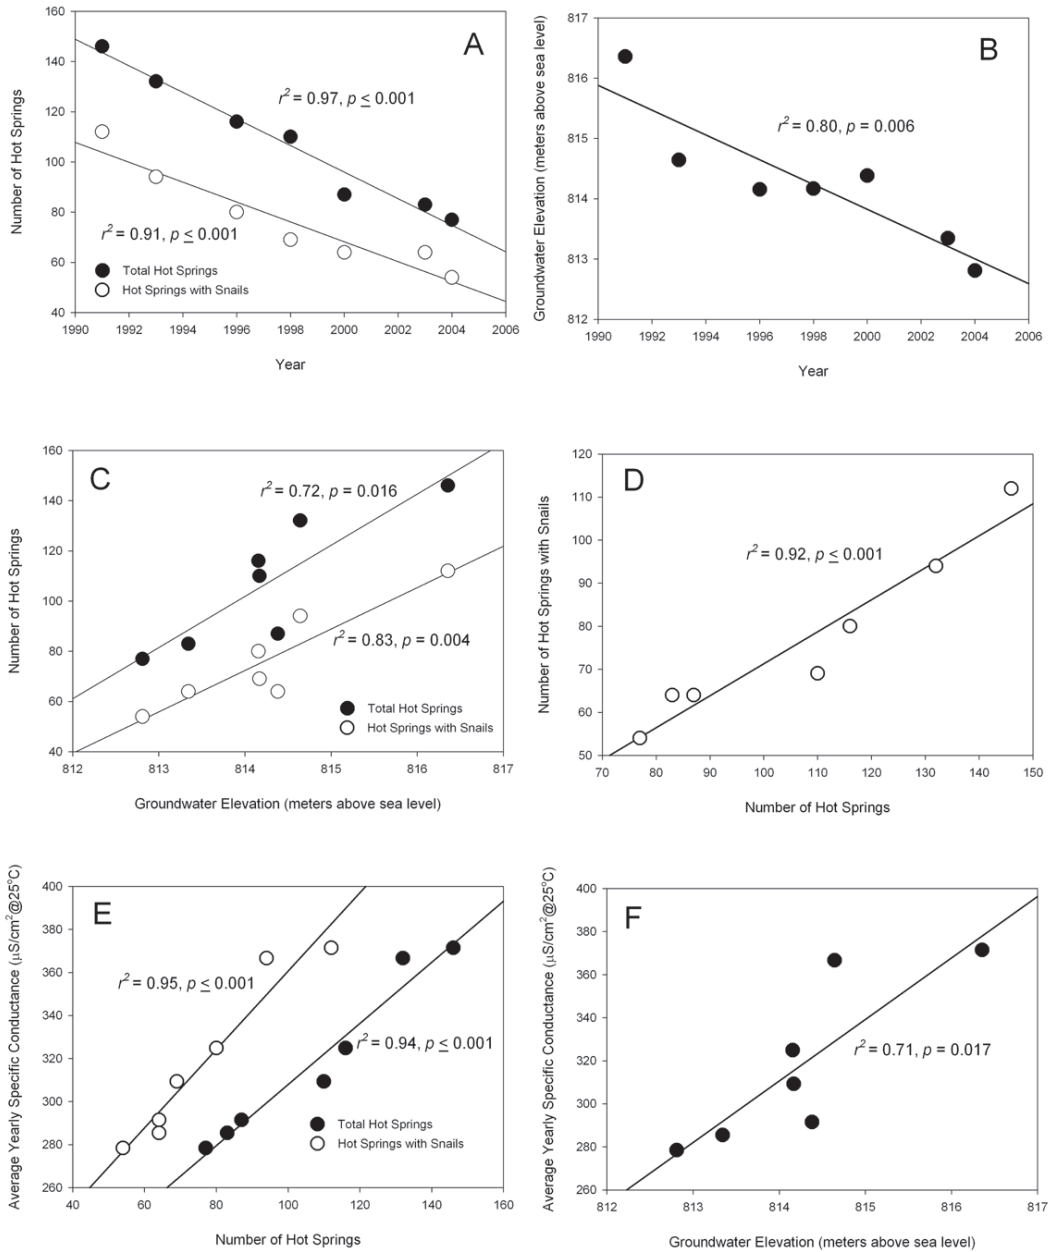 160
140
120
100
80
60
40
Number of Hot Springs
A
r² = 0.97, p ≤ 0.001
r² = 0.91, p ≤ 0.001
Total Hot Springs
Hot Springs with Snails
1990 1992 1994 1996 1998 2000 2002 2004 2006
Year
817
816
815
814
813
812
Groundwater Elevation (meters above sea level)
B
r² = 0.80, p = 0.006
1990 1992 1994 1996 1998 2000 2002 2004 2006
Year
160
140
120
100
80
60
40
Number of Hot Springs
C
r² = 0.72, p = 0.016
r² = 0.83, p = 0.004
Total Hot Springs
Hot Springs with Snails
812 813 814 815 816 817
Groundwater Elevation (meters above sea level)
120
110
100
90
80
70
60
50
Number of Hot Springs with Snails
D
r² = 0.92, p ≤ 0.001
70 80 90 100 110 120 130 140 150
Number of Hot Springs
400
380
360
340
320
300
280
260
Average Yearly Specific Conductance (µS/cm²@25°C)
E
r² = 0.95, p ≤ 0.001
r² = 0.94, p ≤ 0.001
Total Hot Springs
Hot Springs with Snails
40 60 80 100 120 140 160
Number of Hot Springs
400
380
360
340
320
300
280
260
Average Yearly Specific Conductance (µS/cm²@25°C)
F
r² = 0.71, p = 0.017
812 813 814 815 816 817
Groundwater Elevation (meters above sea level)